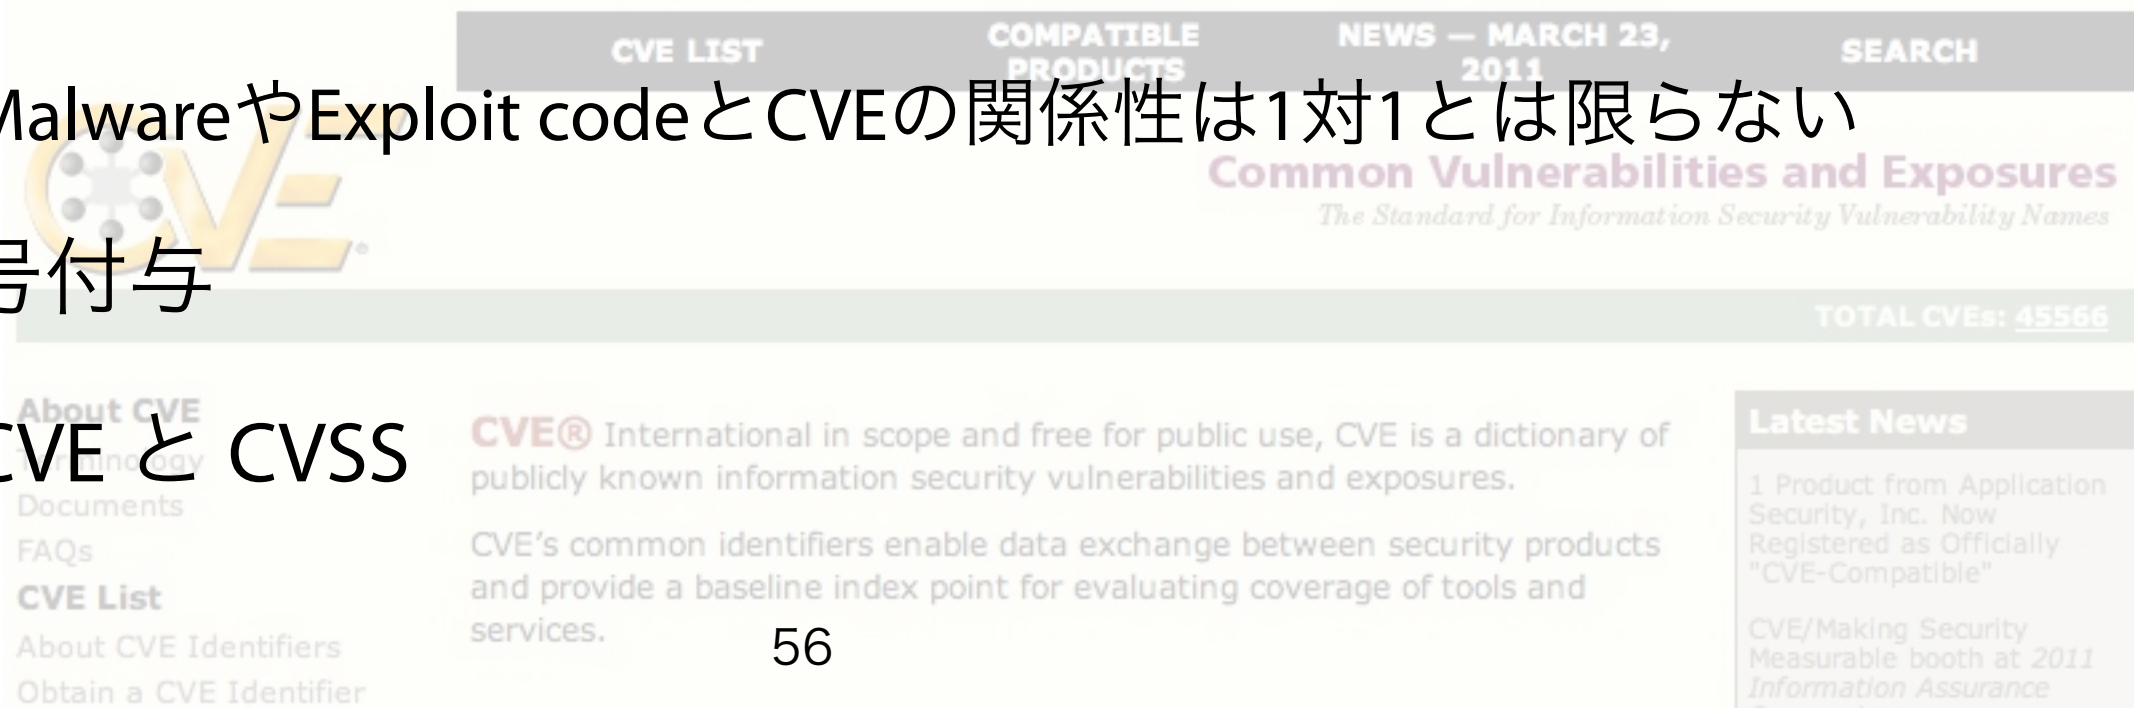 CVE LIST
COMPATIBLE PRODUCTS
NEWS — MARCH 23, 2011
SEARCH
MalwareやExploit codeとCVEの関係性は1対1とは限らない
CVE
Common Vulnerabilities and Exposures
The Standard for Information Security Vulnerability Names
号付与
TOTAL CVEs: 45566
CVE と CVSS
About CVE
Terminology
Documents
FAQs
CVE List
About CVE Identifiers
Obtain a CVE Identifier
CVE® International in scope and free for public use, CVE is a dictionary of
publicly known information security vulnerabilities and exposures.
CVE’s common identifiers enable data exchange between security products
and provide a baseline index point for evaluating coverage of tools and
services.
56
Latest News
1 Product from Application
Security, Inc. Now
Registered as Officially
"CVE-Compatible"
CVE/Making Security
Measurable booth at 2011
Information Assurance